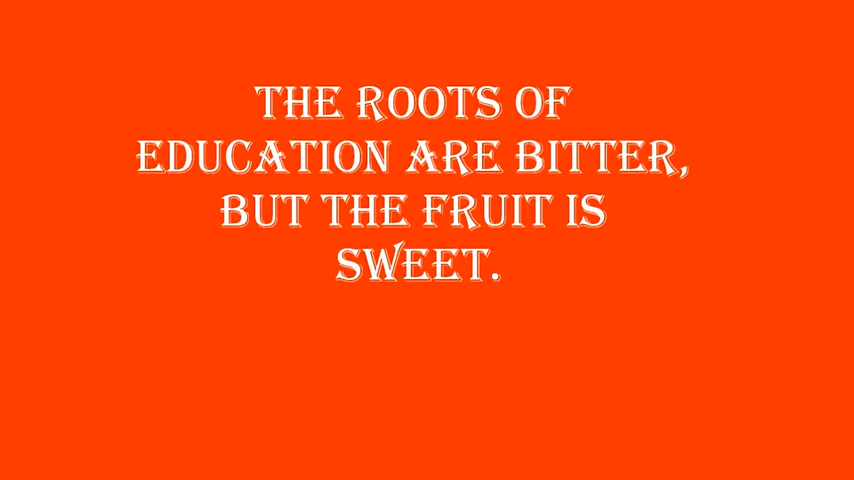 THE ROOTS OF
EDUCATION ARE BITTER,
BUT THE FRUIT IS
SWEET.